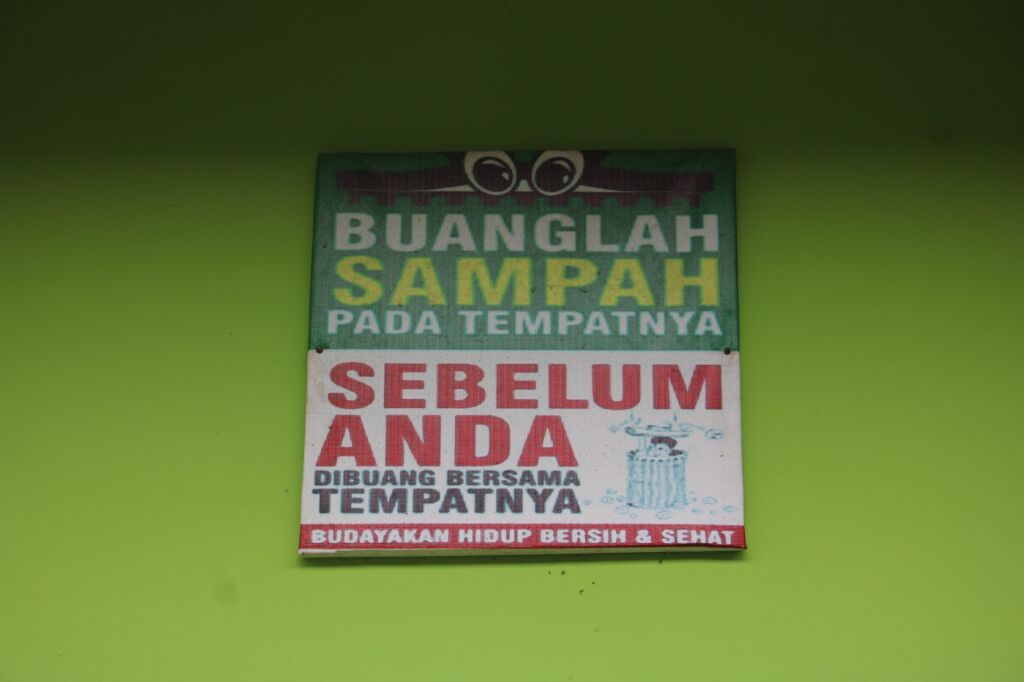 BUANGLAH
SAMPAH
PADA TEMPATNYA
SEBELUM
ANDA
DIBUANG BERSAMA
TEMPATNYA
BUDAYAKAN HIDUP BERSIH & SEHAT